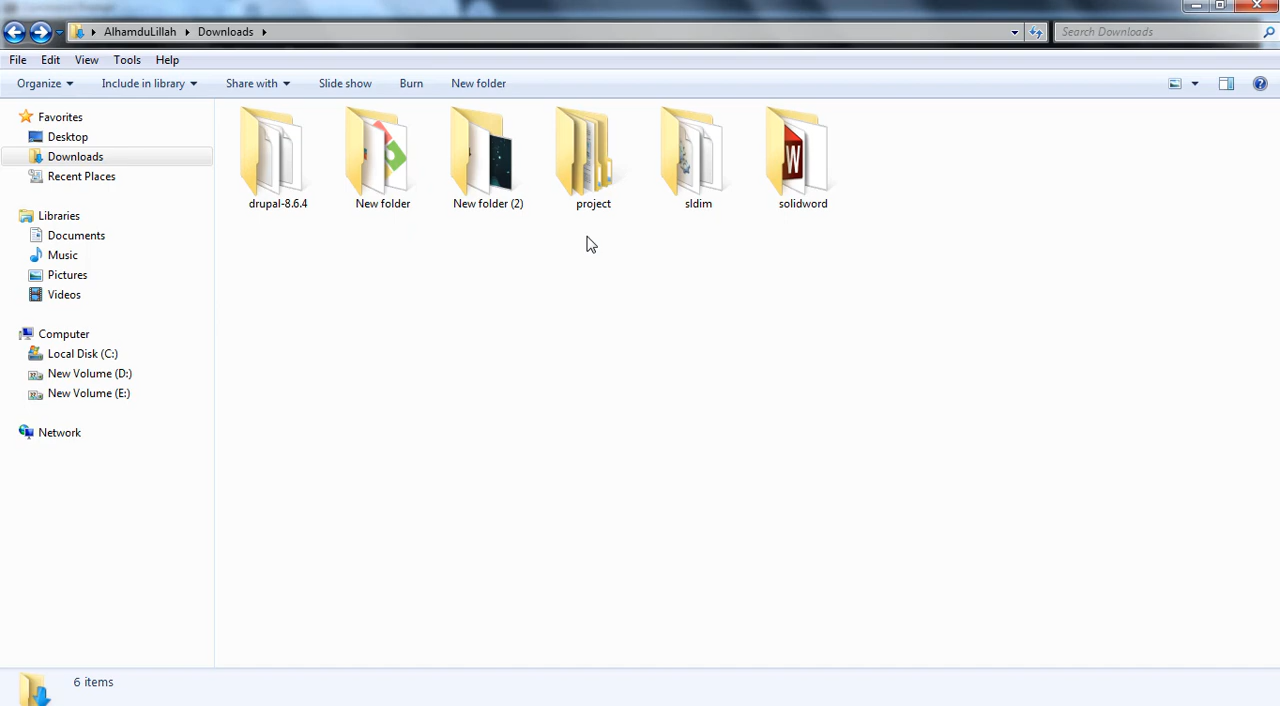 AlhamduLillah Downloads Search Downloads
File Edit View Tools Help
Organize Include in library Share with Slide show Burn New folder
Favorites
Desktop
Downloads
Recent Places
Libraries
Documents
Music
Pictures
Videos
Computer
Local Disk (C:)
New Volume (D:)
New Volume (E:)
Network
drupal-8.6.4 New folder New folder (2) project sldim solidword
W
6 items